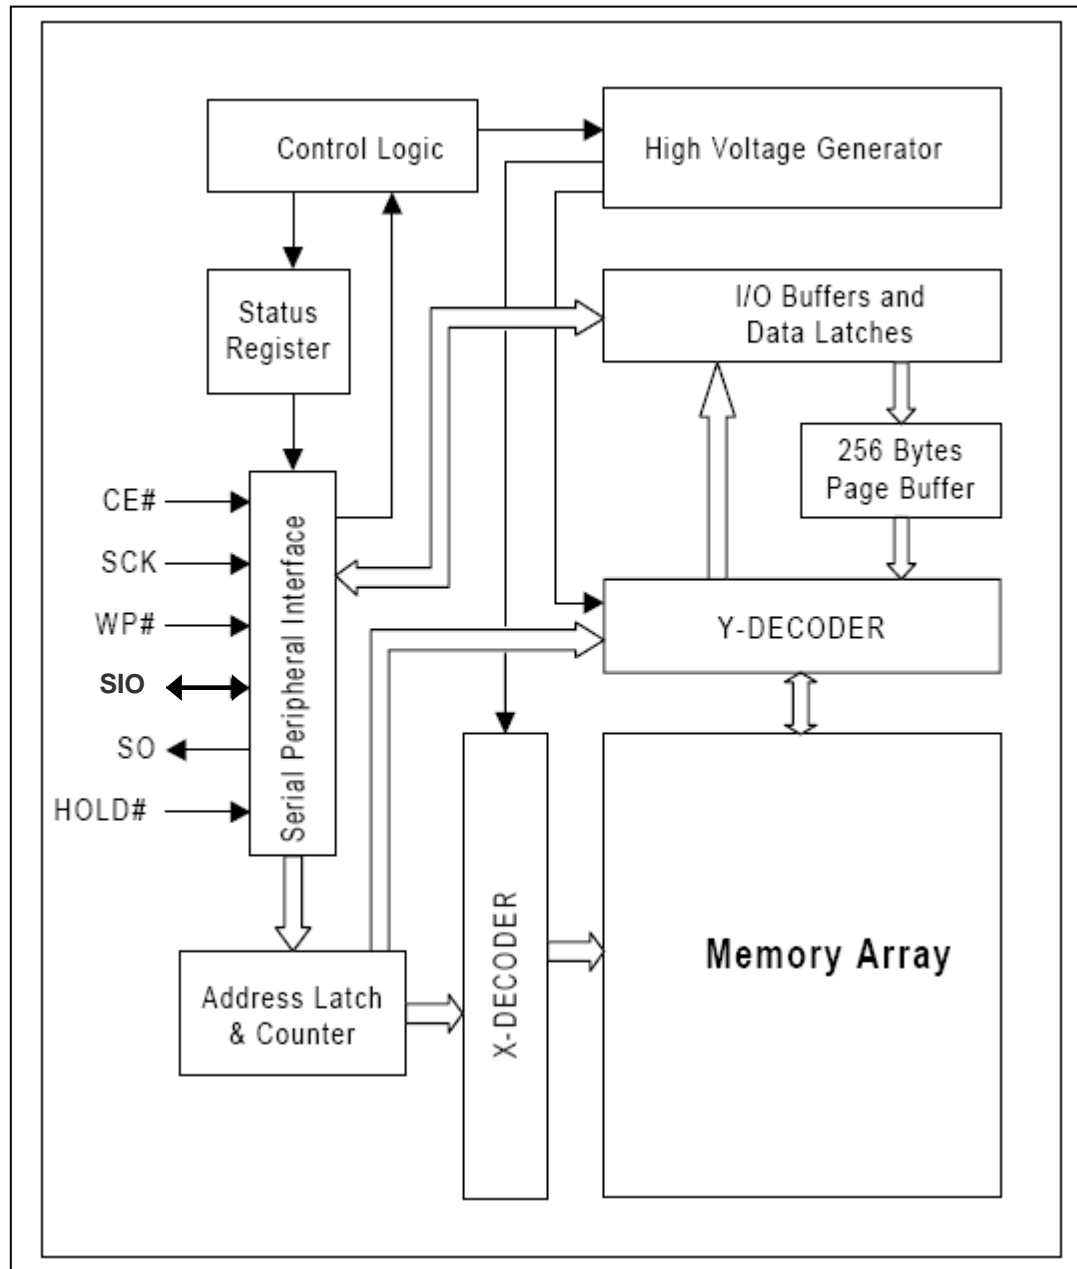 Control Logic
High Voltage Generator
Status
Register
I/O Buffers and
Data Latches
256 Bytes
Page Buffer
CE#
SCK
WP#
SIO
SO
HOLD#
Serial Peripheral Interface
Y-DECODER
Address Latch
& Counter
X-DECODER
Memory Array